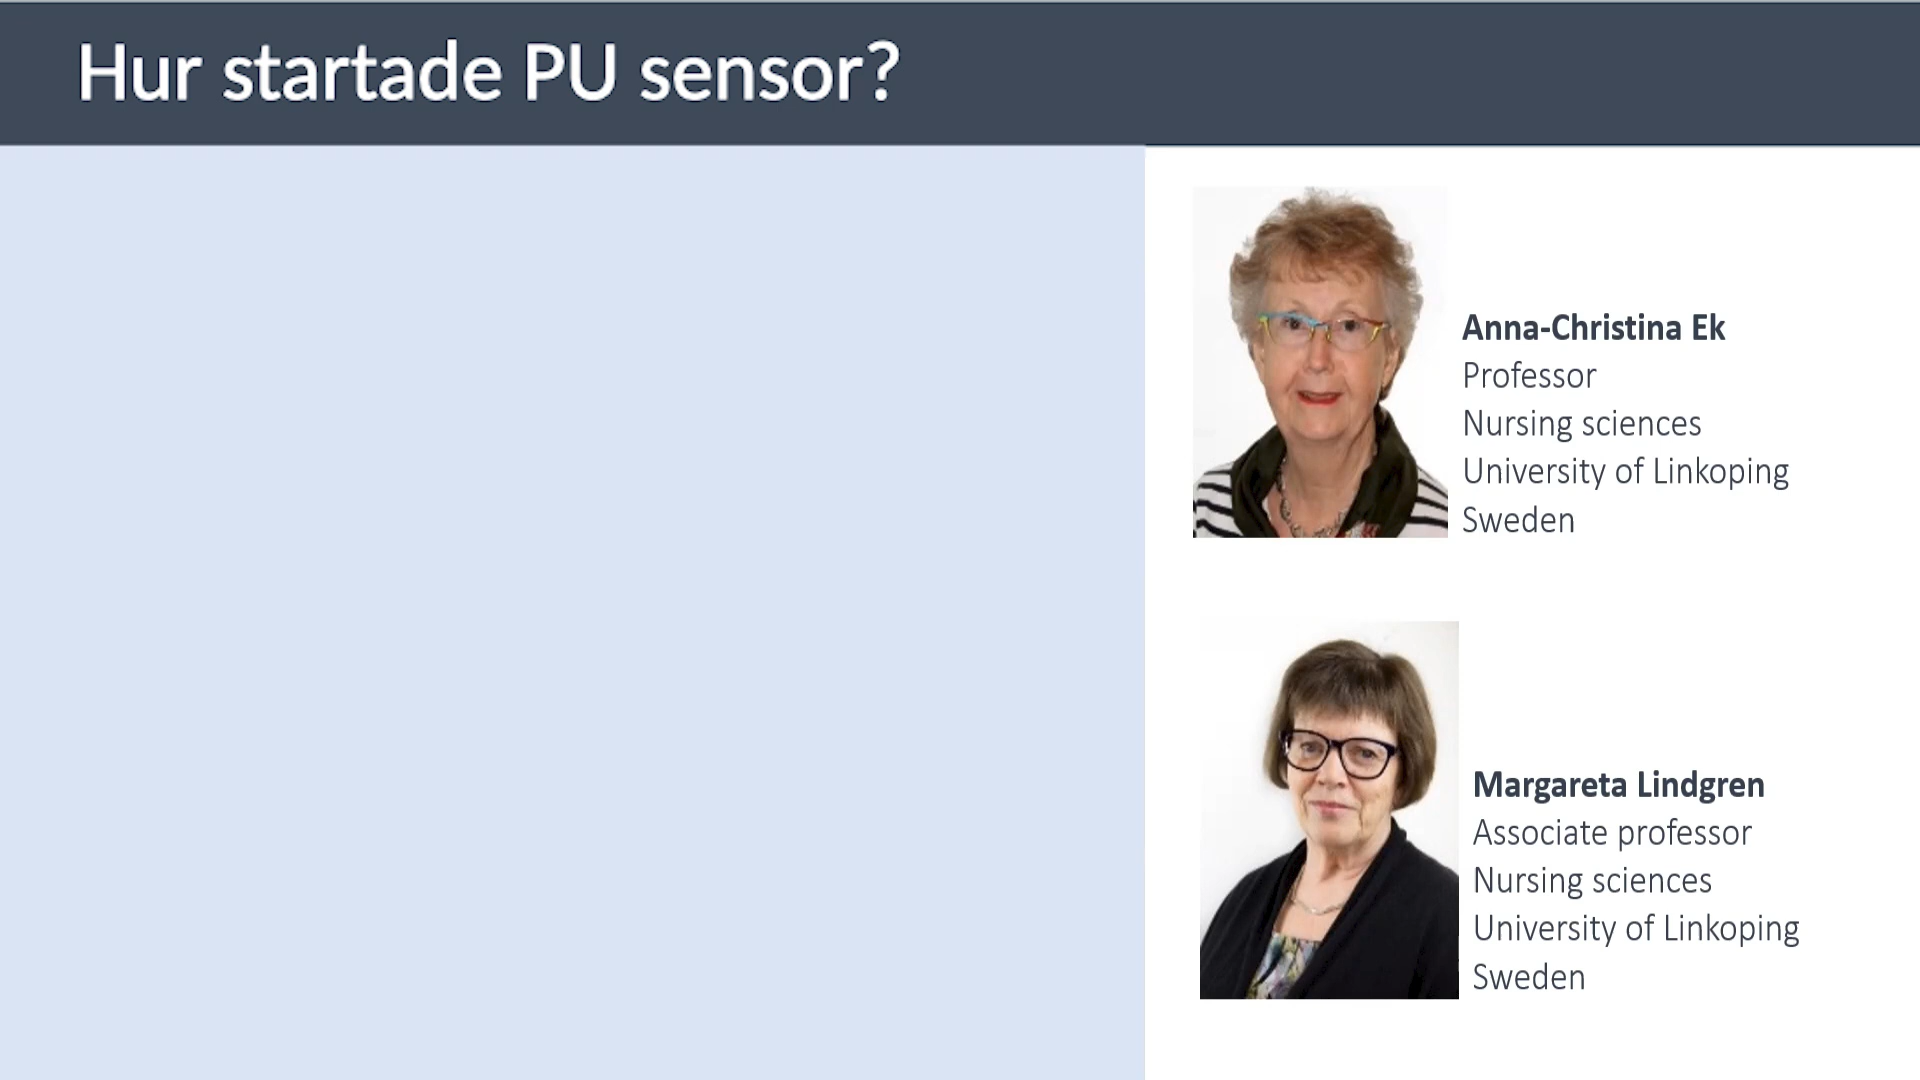 Hur startade PU sensor?
Anna-Christina Ek
Professor
Nursing sciences
University of Linkoping
Sweden
Margareta Lindgren
Associate professor
Nursing sciences
University of Linkoping
Sweden